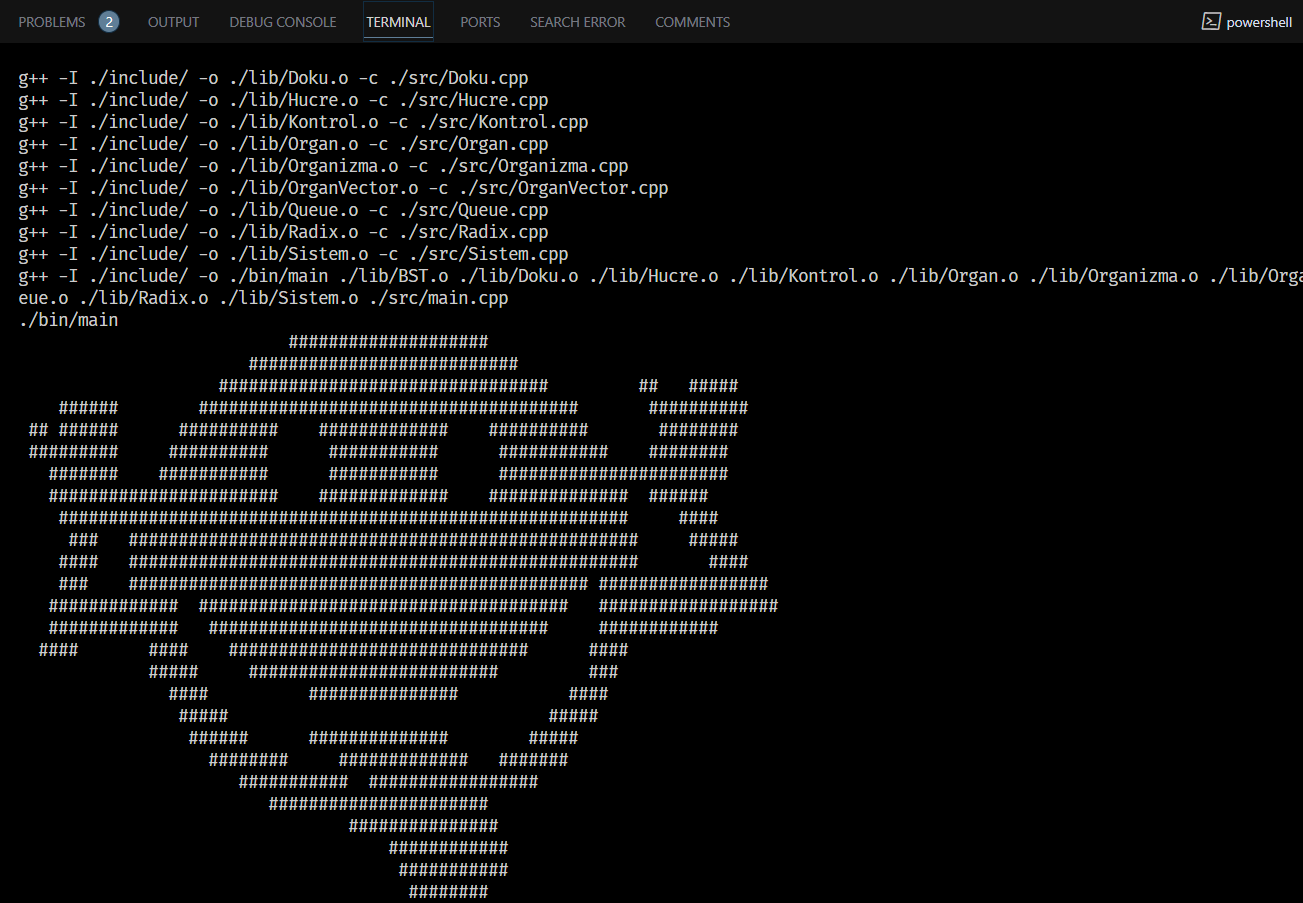 PROBLEMS 2 OUTPUT DEBUG CONSOLE TERMINAL PORTS SEARCH ERROR COMMENTS powershell
g++ -I ./include/ -o ./lib/Doku.o -c ./src/Doku.cpp
g++ -I ./include/ -o ./lib/Hucre.o -c ./src/Hucre.cpp
g++ -I ./include/ -o ./lib/Kontrol.o -c ./src/Kontrol.cpp
g++ -I ./include/ -o ./lib/Organ.o -c ./src/Organ.cpp
g++ -I ./include/ -o ./lib/Organizma.o -c ./src/Organizma.cpp
g++ -I ./include/ -o ./lib/OrganVector.o -c ./src/OrganVector.cpp
g++ -I ./include/ -o ./lib/Queue.o -c ./src/Queue.cpp
g++ -I ./include/ -o ./lib/Radix.o -c ./src/Radix.cpp
g++ -I ./include/ -o ./lib/Sistem.o -c ./src/Sistem.cpp
g++ -I ./include/ -o ./bin/main ./lib/BST.o ./lib/Doku.o ./lib/Hucre.o ./lib/Kontrol.o ./lib/Organ.o ./lib/Organizma.o ./lib/Orga
eue.o ./lib/Radix.o ./lib/Sistem.o ./src/main.cpp
./bin/main